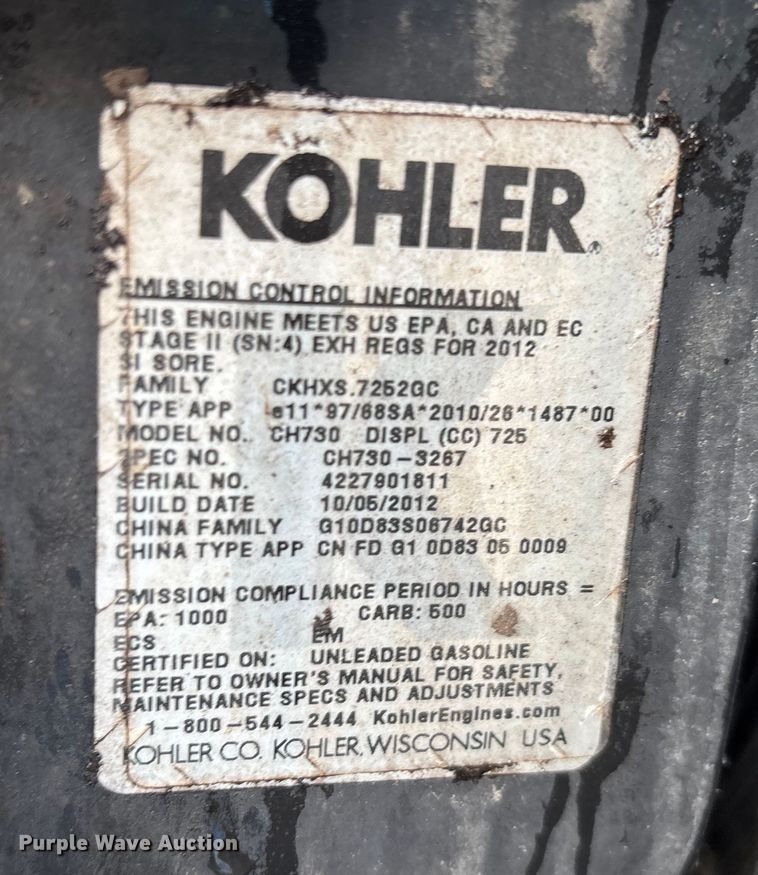 KOHLER
EMISSION CONTROL INFORMATION
THIS ENGINE MEETS US EPA, CA AND EC
STAGE II (SN:4) EXH REGS FOR 2012
SI SORE.
FAMILY CKHXS.7252GC
TYPE APP e11*97/68SA*2010/26*1487*00
MODEL NO.. CH730 DISPL (CC) 725
SPEC NO. CH730-3267
SERIAL NO. 4227901811
BUILD DATE 10/05/2012
CHINA FAMILY G10D83S06742GC
CHINA TYPE APP CN FD G1 0D83 05 0009
EMISSION COMPLIANCE PERIOD IN HOURS =
EPA: 1000 CARB: 500
ECS EM
CERTIFIED ON: UNLEADED GASOLINE
REFER TO OWNER'S MANUAL FOR SAFETY,
MAINTENANCE SPECS AND ADJUSTMENTS
1-800-544-2444 KohlerEngines.com
KOHLER CO. KOHLER, WISCONSIN USA
Purple Wave Auction